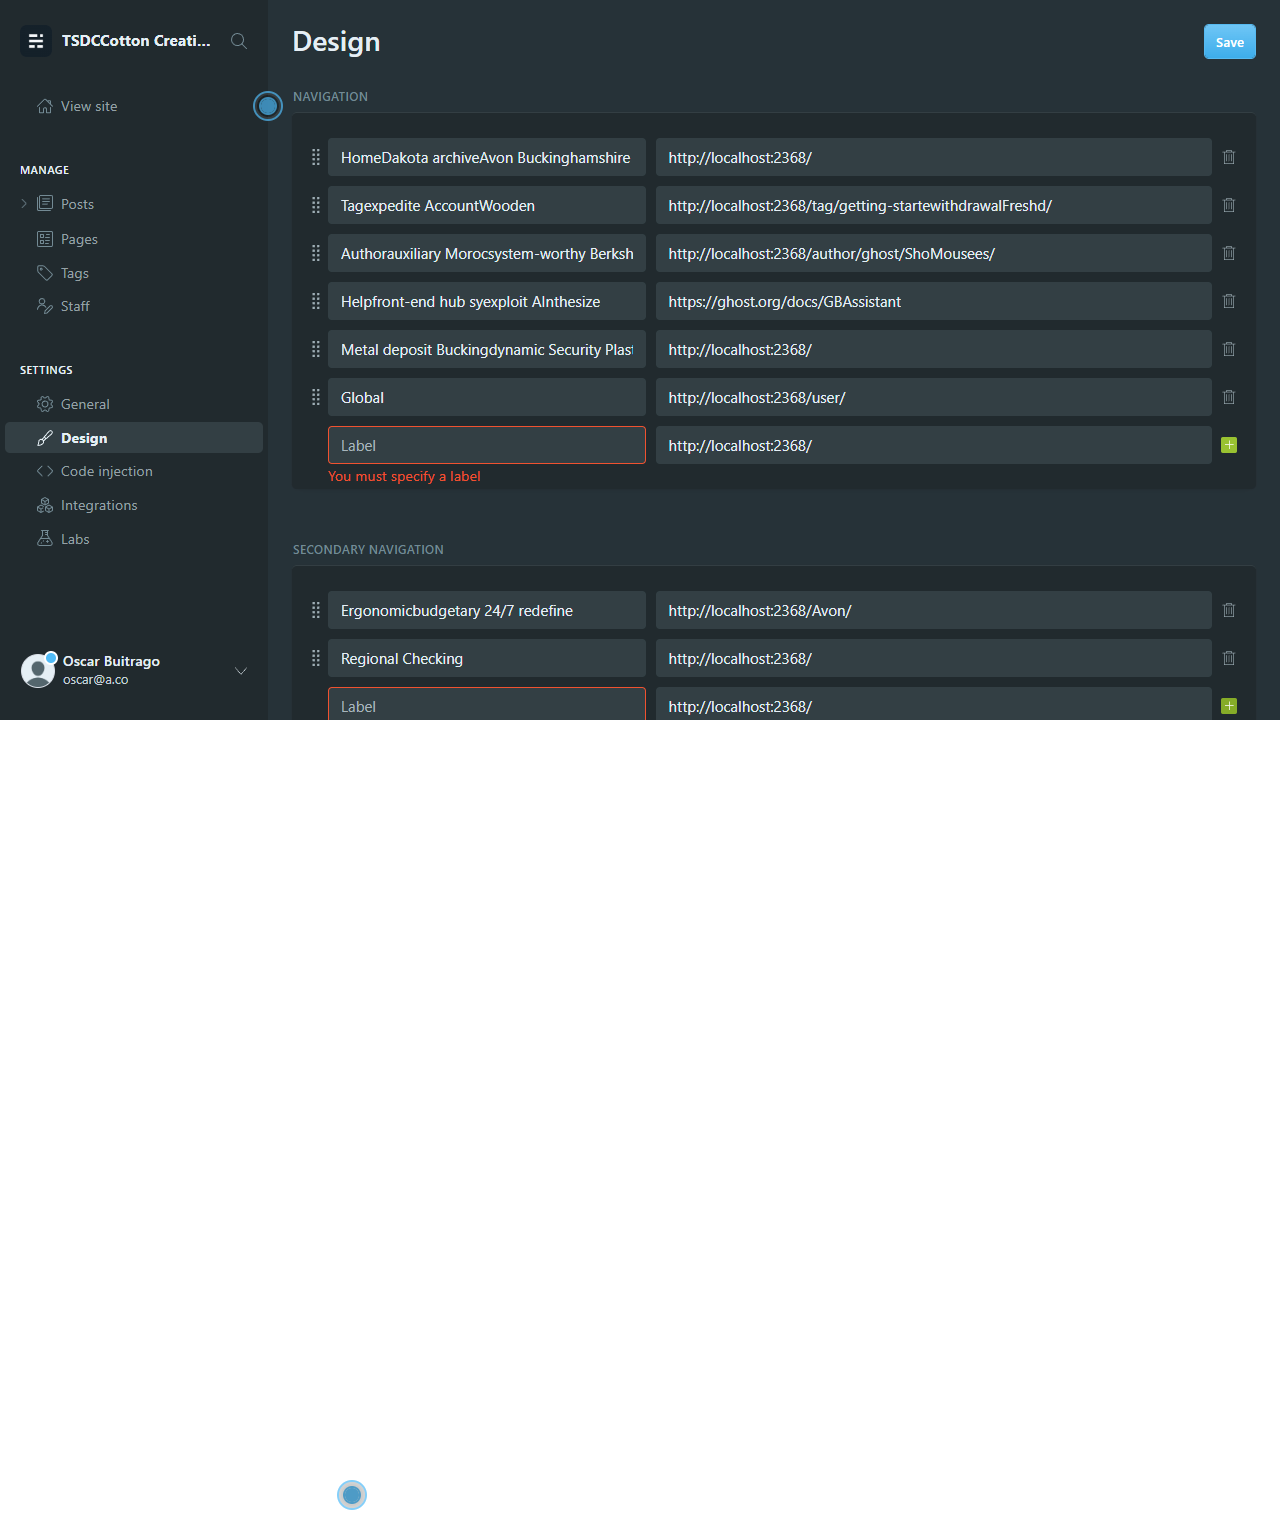 TSDCCotton Creati...
View site
MANAGE
Posts
Pages
Tags
Staff
SETTINGS
General
Design
Code injection
Integrations
Labs
Oscar Buitrago
oscar@a.co
Design
Save
NAVIGATION
HomeDakota archiveAvon Buckinghamshire http://localhost:2368/
Tagexpedite AccountWooden http://localhost:2368/tag/getting-startewithdrawalFreshd/
Authorauxiliary Morocsystem-worthy Berksh http://localhost:2368/author/ghost/ShoMousees/
Helpfront-end hub syexploit AInthesize https://ghost.org/docs/GBAssistant
Metal deposit Buckingdynamic Security Plast http://localhost:2368/
Global http://localhost:2368/user/
Label http://localhost:2368/
You must specify a label
SECONDARY NAVIGATION
Ergonomicbudgetary 24/7 redefine http://localhost:2368/Avon/
Regional Checking http://localhost:2368/
Label http://localhost:2368/